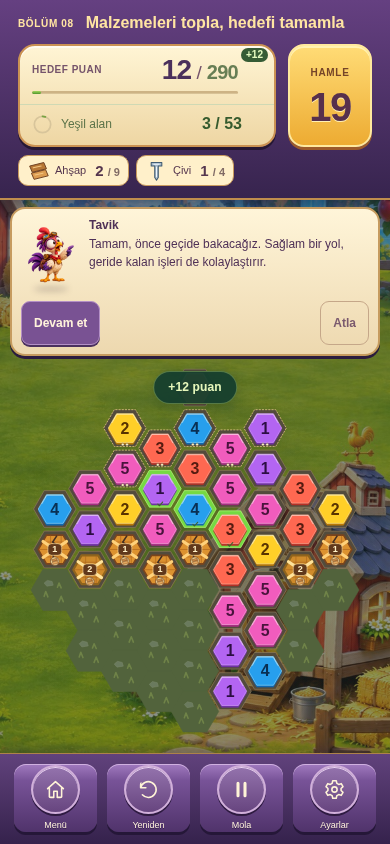 BÖLÜM 08 Malzemeleri topla, hedefi tamamla
+12
HEDEF PUAN 12 / 290
HAMLE
19
Yeşil alan 3 / 53
Ahşap 2 / 9 Çivi 1 / 4
Tavik
Tamam, önce geçide bakacağız. Sağlam bir yol,
geride kalan işleri de kolaylaştırır.
Devam et Atla
+12 puan
2 4 1
3 5
5 3 1
5 1 5 3
4 2 4 5 2
1 5 3 3
1 1 1 2 1
2 1 3 2
5
5 5
1 4
1
Menü Yeniden Mola Ayarlar